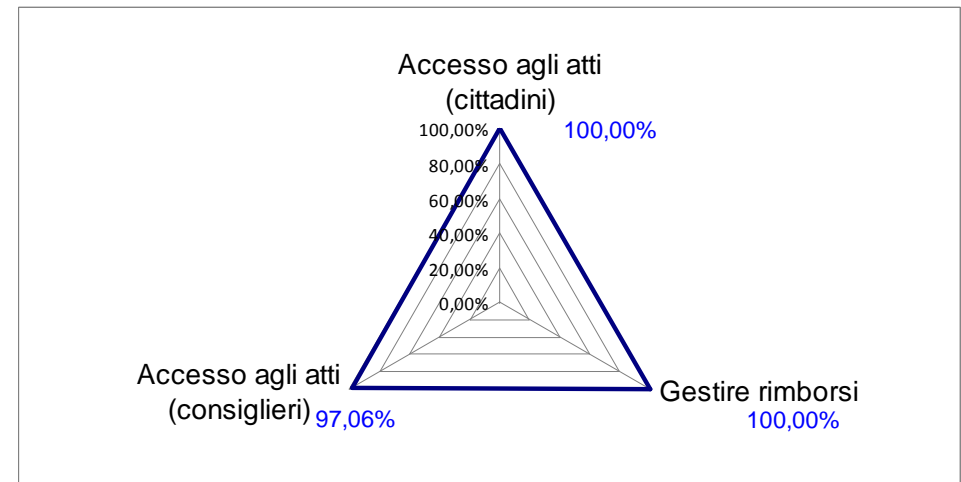 Accesso agli atti
(cittadini)
100,00%
100,00%
80,00%
60,00%
40,00%
20,00%
0,00%
Accesso agli atti
(consiglieri)
97,06%
Gestire rimborsi
100,00%